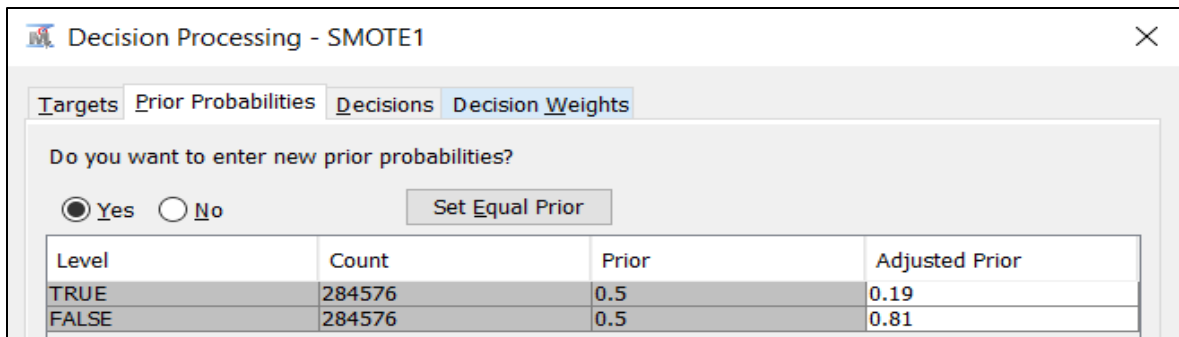 Decision Processing - SMOTE1
Targets Prior Probabilities Decisions Decision Weights
Do you want to enter new prior probabilities?
Yes No Set Equal Prior
Level Count Prior Adjusted Prior
TRUE 284576 0.5 0.19
FALSE 284576 0.5 0.81